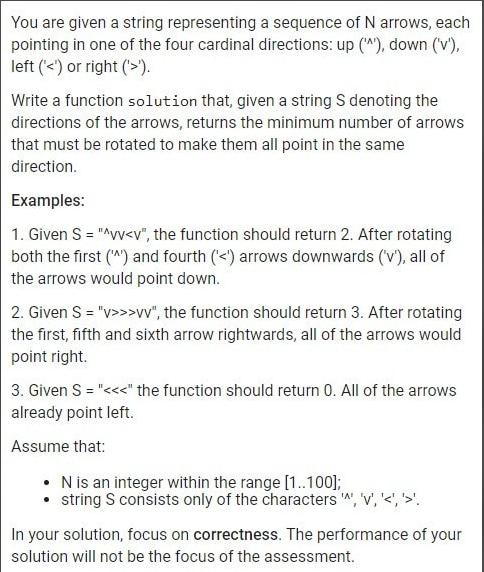 You are given a string representing a sequence of N arrows, each
pointing in one of the four cardinal directions: up ('^'), down ('v'),
left ('<') or right ('>').
Write a function solution that, given a string S denoting the
directions of the arrows, returns the minimum number of arrows
that must be rotated to make them all point in the same
direction.
Examples:
1. Given S = "^vv<v", the function should return 2. After rotating
both the first ('^') and fourth ('<') arrows downwards ('v'), all of
the arrows would point down.
2. Given S = "v>>>vv", the function should return 3. After rotating
the first, fifth and sixth arrow rightwards, all of the arrows would
point right.
3. Given S = "<<<" the function should return 0. All of the arrows
already point left.
Assume that:
• N is an integer within the range [1..100];
• string S consists only of the characters '^', 'v', '<', '>'.
In your solution, focus on correctness. The performance of your
solution will not be the focus of the assessment.